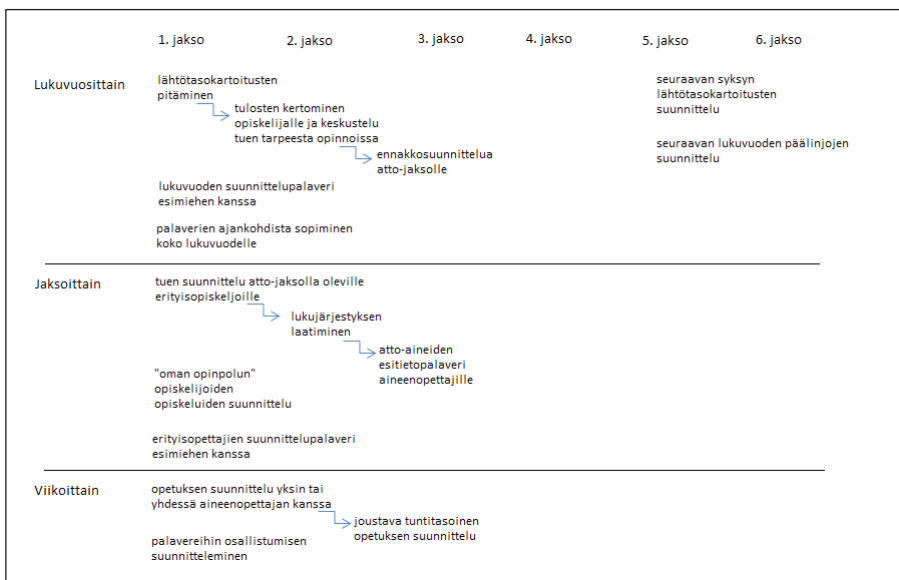 1. jakso 2. jakso 3. jakso 4. jakso 5. jakso 6. jakso
Lukuvuosittain
lähtötasokartoitusten
pitäminen
tulosten kertominen
opiskelijalle ja keskustelu
tuen tarpeesta opinnoissa
ennakkosuunnittelua
atto-jaksolle
lukuvuoden suunnittelupalaveri
esimiehen kanssa
palaverien ajankohdista sopiminen
koko lukuvuodelle
seuraavan syksyn
lähtötasokartoitusten
suunnittelu
seuraavan lukuvuoden päälinjojen
suunnittelu
Jaksoittain
tuen suunnittelu atto-jaksolla oleville
erityisopiskeljoille
lukujärjestyksen
laatiminen
atto-aineiden
esitietopalaveri
aineenopettajille
"oman opinpolun"
opiskelijoiden
opiskeluiden suunnittelu
erityisopettajien suunnittelupalaveri
esimiehen kanssa
Viikoittain
opetuksen suunnittelu yksin tai
yhdessä aineenopettajan kanssa
joustava tuntitasoinen
opetuksen suunnittelu
palavereihin osallistumisen
suunnitteleminen